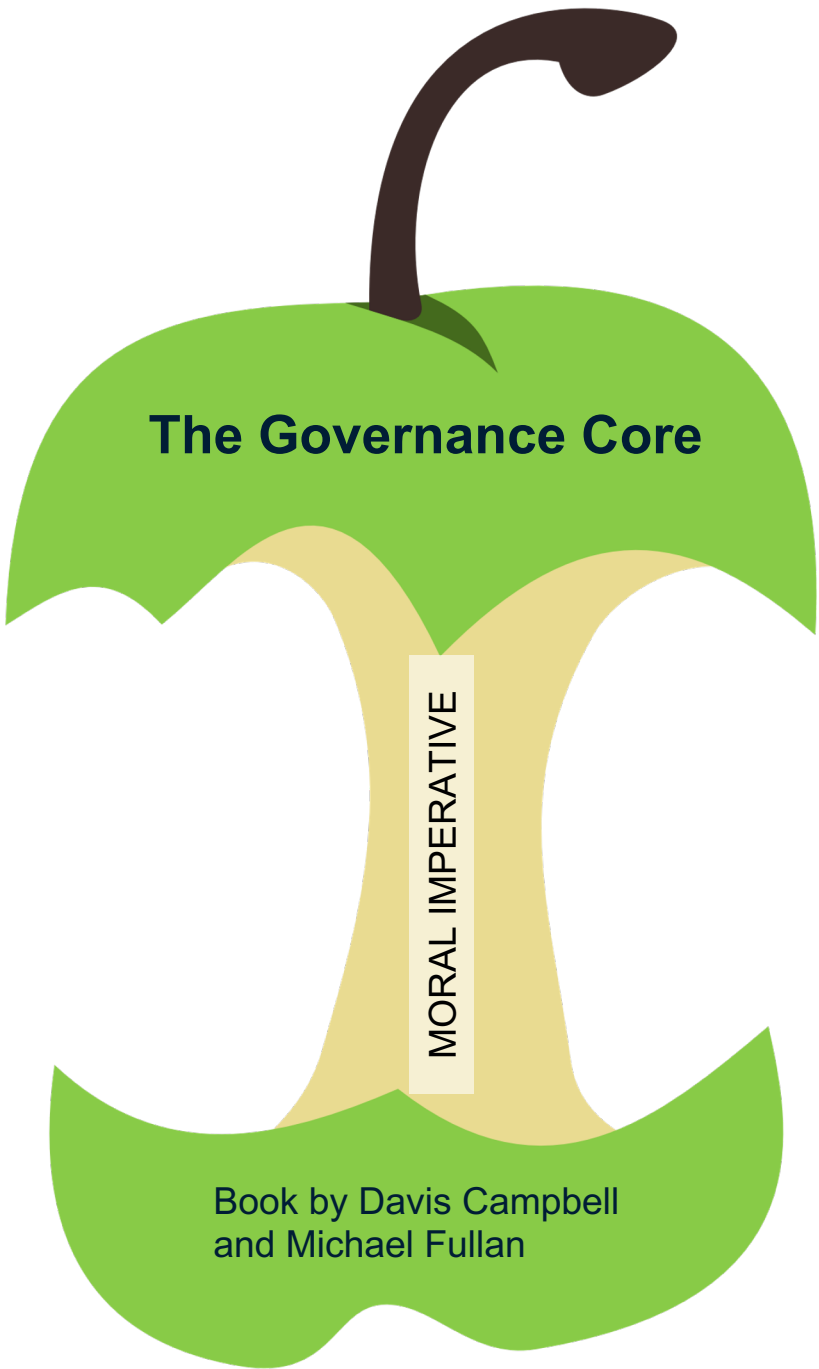 The Governance Core
MORAL IMPERATIVE
Book by Davis Campbell
and Michael Fullan